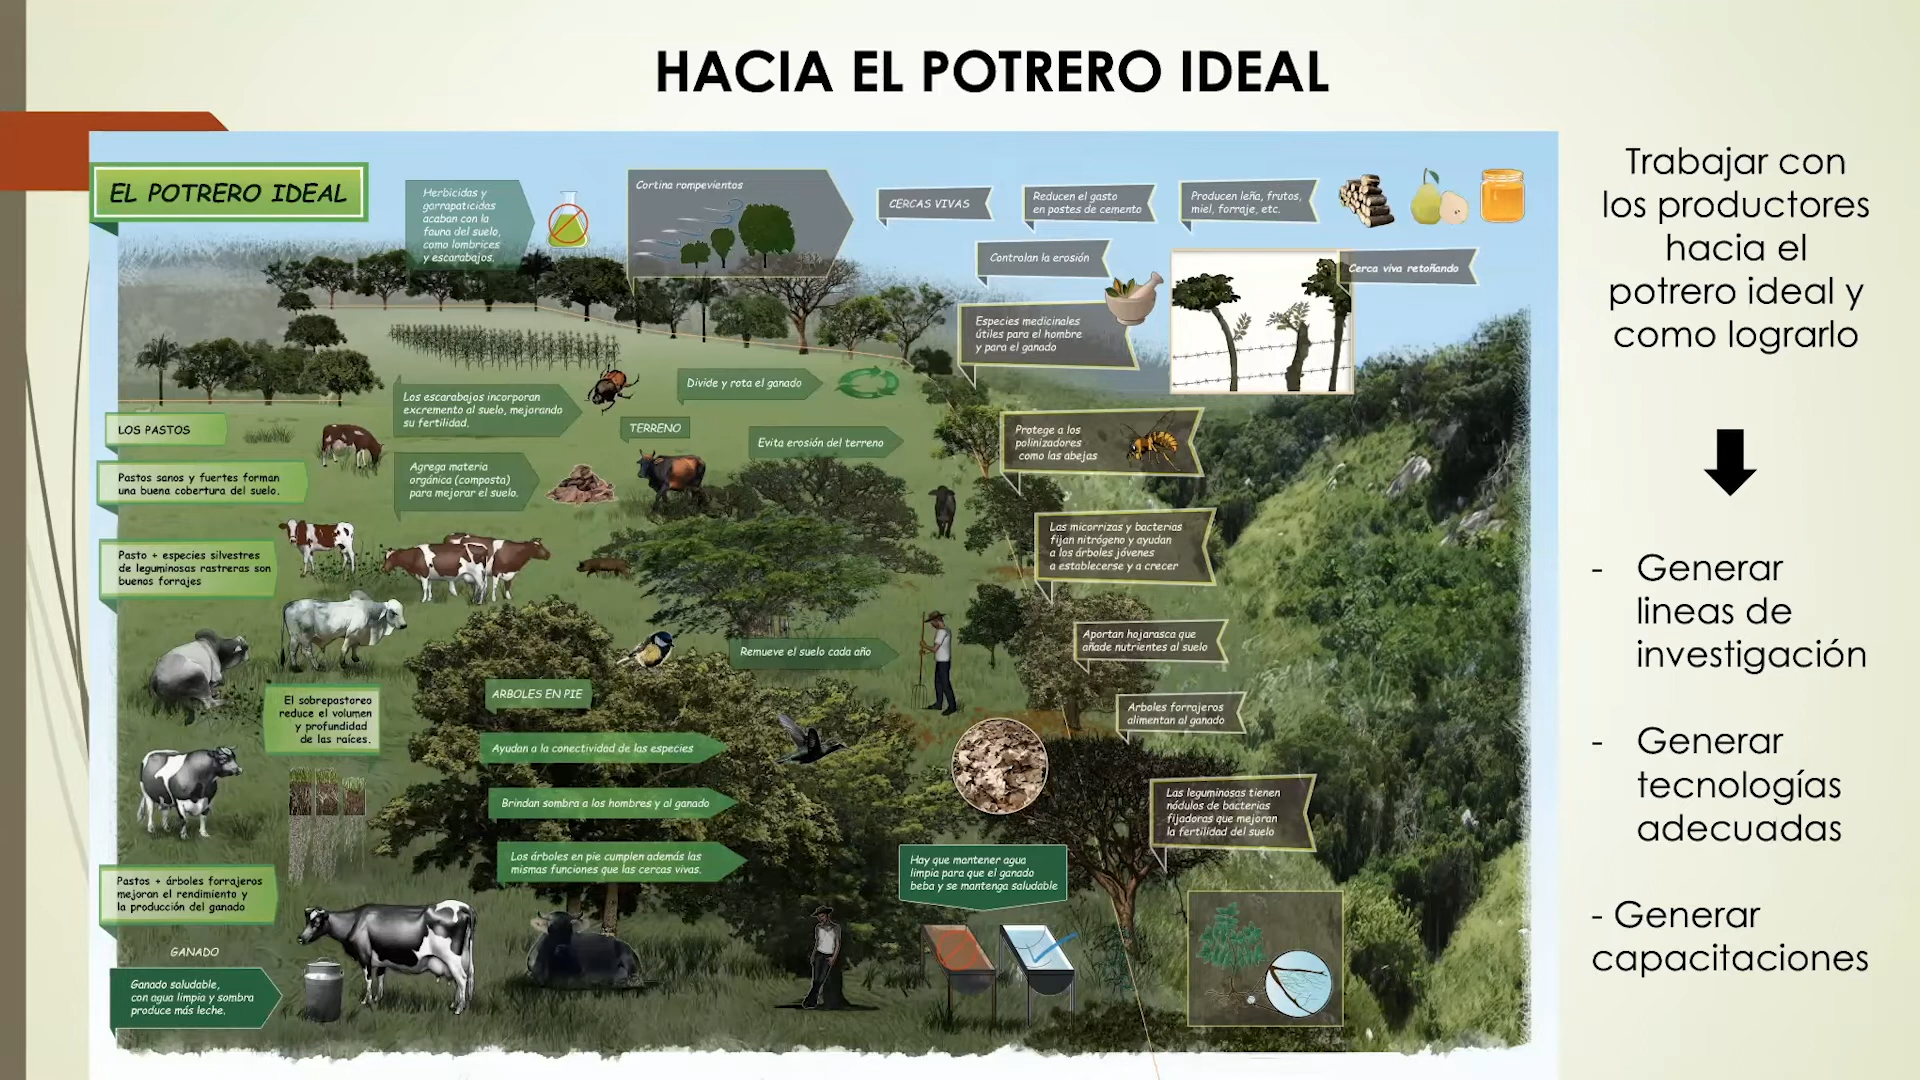 HACIA EL POTRERO IDEAL
EL POTRERO IDEAL
Herbicidas y
garrapaticidas
acaban con la
fauna del suelo,
como lombrices
y escarabajos.
Cortina rompevientos
CERCAS VIVAS
Reducen el gasto
en postes de cemento
Producen leña, frutos,
miel, forraje, etc.
Controlan la erosión
Cerca viva retoñando
Especies medicinales
útiles para el hombre
y para el ganado
Los escarabajos incorporan
excremento al suelo, mejorando
su fertilidad.
Divide y rota el ganado
LOS PASTOS
TERRENO
Evita erosión del terreno
Protege a los
polinizadores
como las abejas
Pastos sanos y fuertes forman
una buena cobertura del suelo.
Agrega materia
orgánica (composta)
para mejorar el suelo.
Las micorrizas y bacterias
fijan nitrógeno y ayudan
a los árboles jóvenes
a establecerse y a crecer
Pasto + especies silvestres
de leguminosas rastreras son
buenos forrajes
Remueve el suelo cada año
Aportan hojarasca que
añade nutrientes al suelo
El sobrepastoreo
reduce el volumen
y profundidad
de las raíces.
ARBOLES EN PIE
Arboles forrajeros
alimentan al ganado
Ayudan a la conectividad de las especies
Brindan sombra a los hombres y al ganado
Las leguminosas tienen
nódulos de bacterias
fijadoras que mejoran
la fertilidad del suelo
Los árboles en pie cumplen además las
mismas funciones que las cercas vivas.
Hay que mantener agua
limpia para que el ganado
beba y se mantenga saludable
Pastos + árboles forrajeros
mejoran el rendimiento y
la producción del ganado
GANADO
Ganado saludable,
con agua limpia y sombra
produce más leche.
Trabajar con
los productores
hacia el
potrero ideal y
como lograrlo
- Generar
lineas de
investigación
- Generar
tecnologías
adecuadas
- Generar
capacitaciones